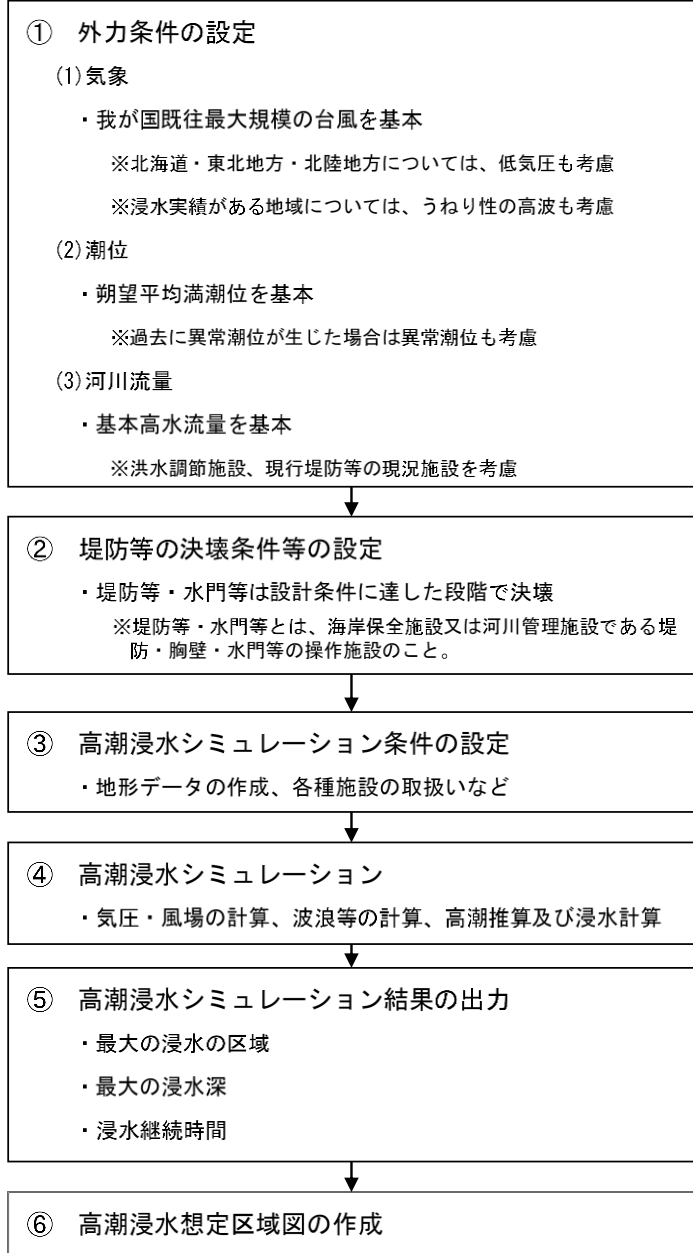 ① 外力条件の設定
(1)気象
・我が国既往最大規模の台風を基本
※北海道・東北地方・北陸地方については、低気圧も考慮
※浸水実績がある地域については、うねり性の高波も考慮
(2)潮位
・朔望平均満潮位を基本
※過去に異常潮位が生じた場合は異常潮位も考慮
(3)河川流量
・基本高水流量を基本
※洪水調節施設、現行堤防等の現況施設を考慮
② 堤防等の決壊条件等の設定
・堤防等・水門等は設計条件に達した段階で決壊
※堤防等・水門等とは、海岸保全施設又は河川管理施設である堤
防・胸壁・水門等の操作施設のこと。
③ 高潮浸水シミュレーション条件の設定
・地形データの作成、各種施設の取扱いなど
④ 高潮浸水シミュレーション
・気圧・風場の計算、波浪等の計算、高潮推算及び浸水計算
⑤ 高潮浸水シミュレーション結果の出力
・最大の浸水の区域
・最大の浸水深
・浸水継続時間
⑥ 高潮浸水想定区域図の作成